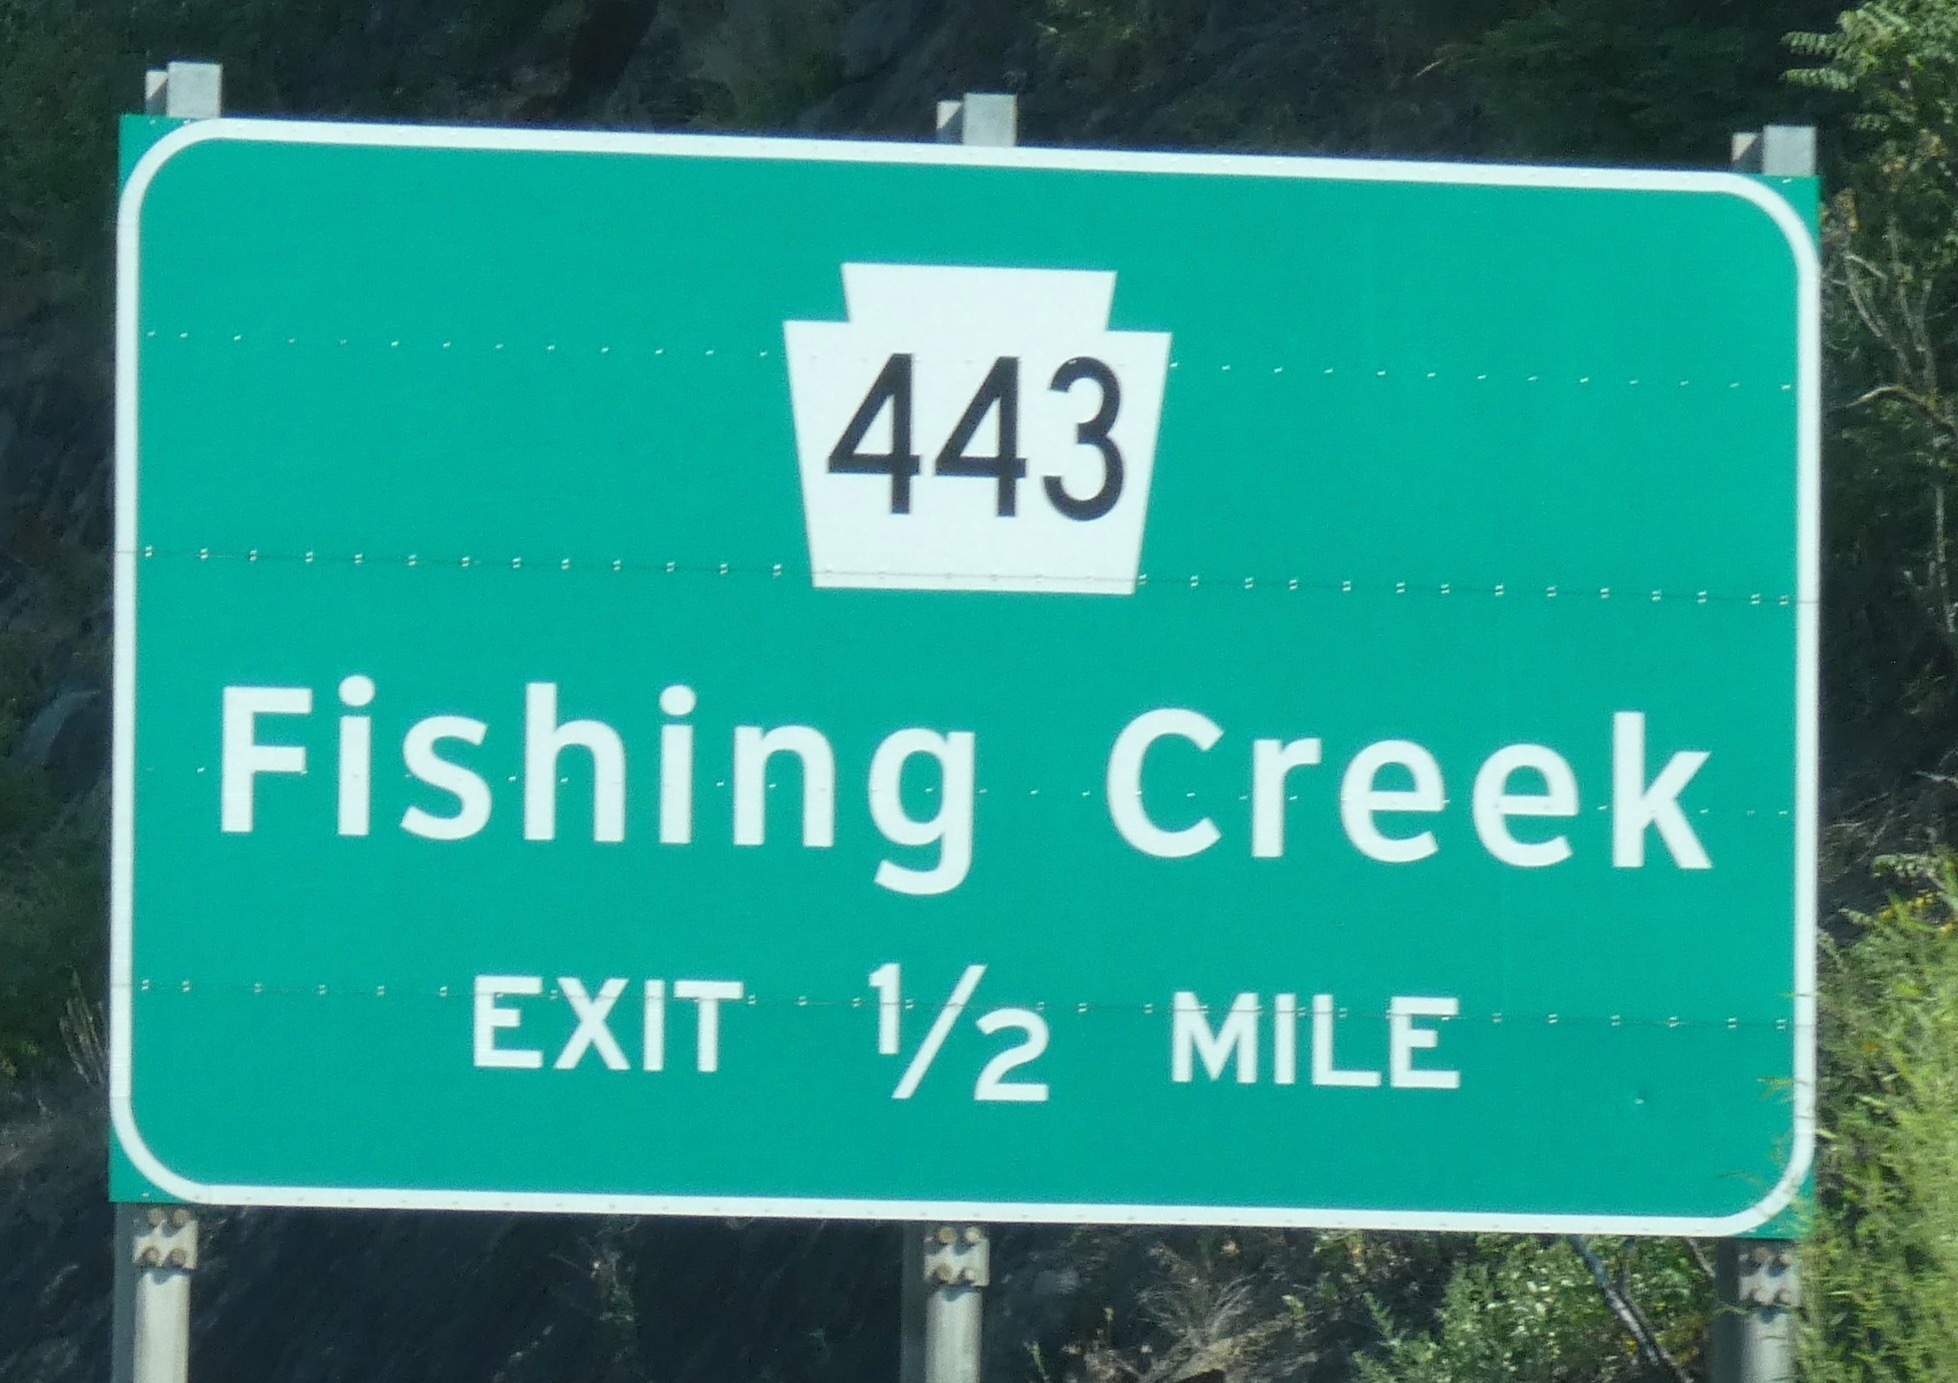 443
Fishing Creek
EXIT 1/2 MILE